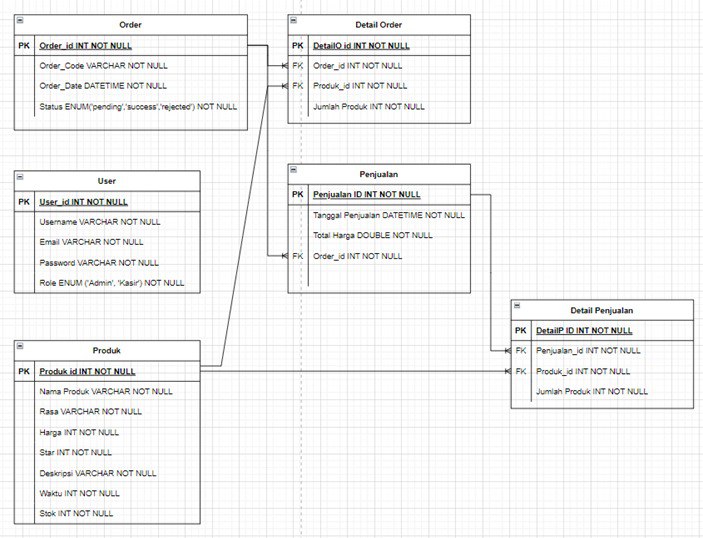 Order
PK Order_id INT NOT NULL
Order_Code VARCHAR NOT NULL
Order_Date DATETIME NOT NULL
Status ENUM('pending','success','rejected') NOT NULL
Detail Order
PK DetailO id INT NOT NULL
FK Order_id INT NOT NULL
FK Produk_id INT NOT NULL
Jumlah Produk INT NOT NULL
User
PK User_id INT NOT NULL
Username VARCHAR NOT NULL
Email VARCHAR NOT NULL
Password VARCHAR NOT NULL
Role ENUM ('Admin', 'Kasir') NOT NULL
Penjualan
PK Penjualan ID INT NOT NULL
Tanggal Penjualan DATETIME NOT NULL
Total Harga DOUBLE NOT NULL
FK Order_id INT NOT NULL
Detail Penjualan
PK DetailP ID INT NOT NULL
FK Penjualan_id INT NOT NULL
FK Produk_id INT NOT NULL
Jumlah Produk INT NOT NULL
Produk
PK Produk id INT NOT NULL
Nama Produk VARCHAR NOT NULL
Rasa VARCHAR NOT NULL
Harga INT NOT NULL
Star INT NOT NULL
Deskripsi VARCHAR NOT NULL
Waktu INT NOT NULL
Stok INT NOT NULL